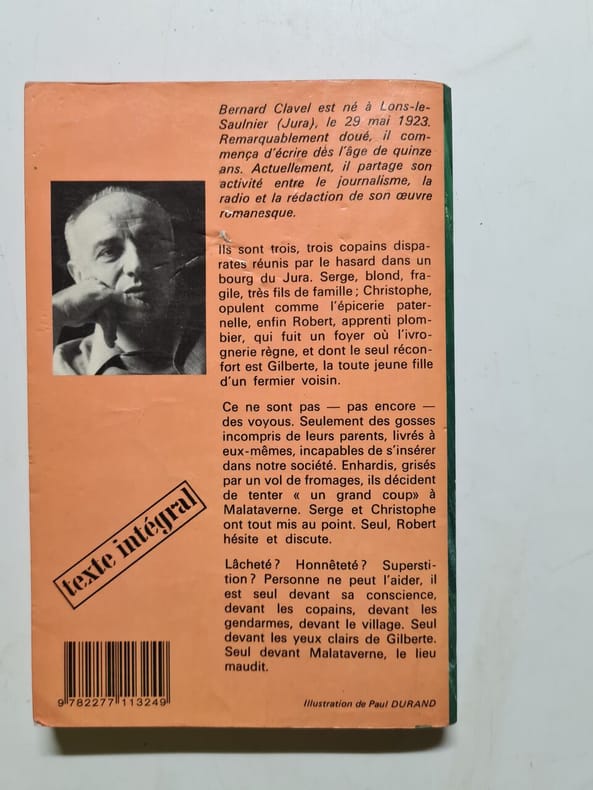 Bernard Clavel est né à Lons-le-
Saulnier (Jura), le 29 mai 1923.
Remarquablement doué, il com-
mença d'écrire dès l'âge de quinze
ans. Actuellement, il partage son
activité entre le journalisme, la
radio et la rédaction de son œuvre
romanesque.
Ils sont trois, trois copains dispa-
rates réunis par le hasard dans un
bourg du Jura. Serge, blond, fra-
gile, très fils de famille ; Christophe,
opulent comme l'épicerie pater-
nelle, enfin Robert, apprenti plom-
bier, qui fuit un foyer où l'ivro-
gnerie règne, et dont le seul récon-
fort est Gilberte, la toute jeune fille
d'un fermier voisin.
Ce ne sont pas — pas encore —
des voyous. Seulement des gosses
incompris de leurs parents, livrés à
eux-mêmes, incapables de s'insérer
dans notre société. Enhardis, grisés
par un vol de fromages, ils décident
de tenter « un grand coup» à
Malataverne. Serge et Christophe
ont tout mis au point. Seul, Robert
hésite et discute.
Lâcheté ? Honnêteté ? Supersti-
tion ? Personne ne peut l'aider, il
est seul devant sa conscience,
devant les copains, devant les
gendarmes, devant le village. Seul
devant les yeux clairs de Gilberte.
Seul devant Malataverne, le lieu
maudit.
texte intégral
9 782277 113249
Illustration de Paul DURAND